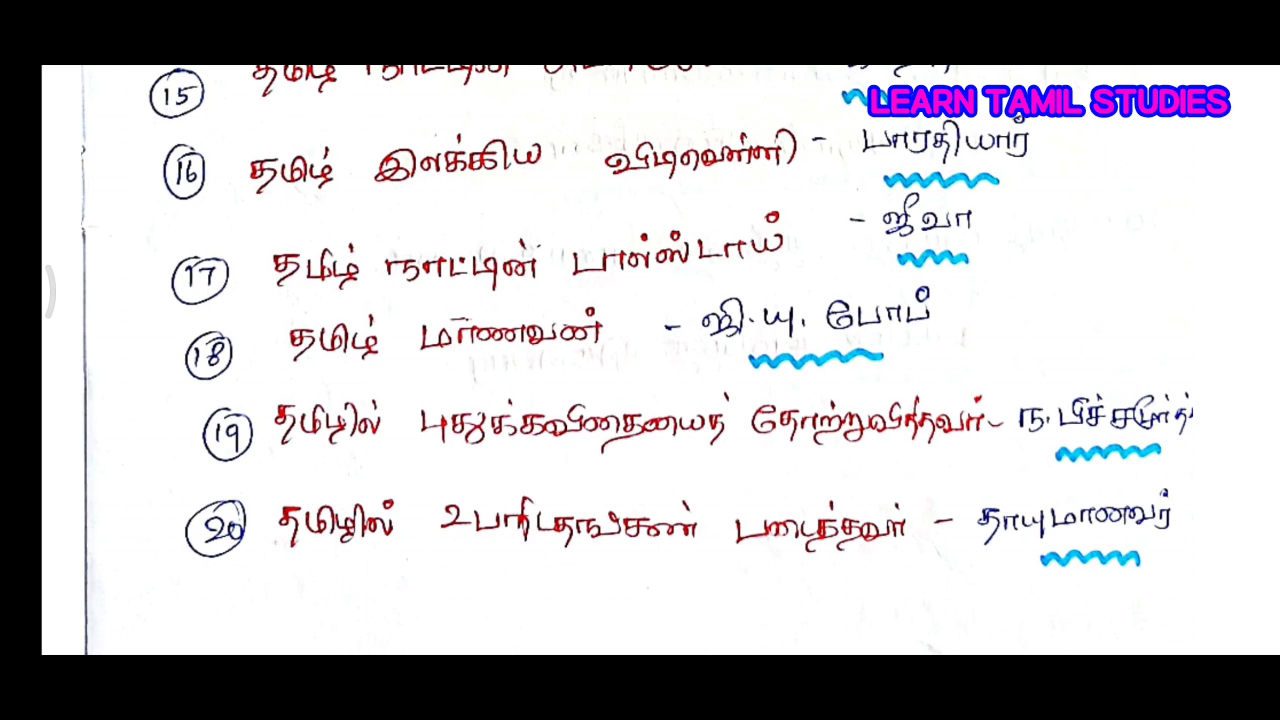 15
LEARN TAMIL STUDIES
16 தமிழ் இலக்கிய விடிவெள்ளி - பாரதியார்
17 தமிழ் நாட்டின் டால்ஸ்டாய் - ஜீவா
18 தமிழ் மாணவன் - ஜி.யு. போப்
19 தமிழில் புதுக்கவிதையைத் தோற்றுவித்தவர் - ந.பிச்சமூர்த்
20 தமிழில் உபநிடதங்கள் படைத்தவர் - தாயுமானவர்